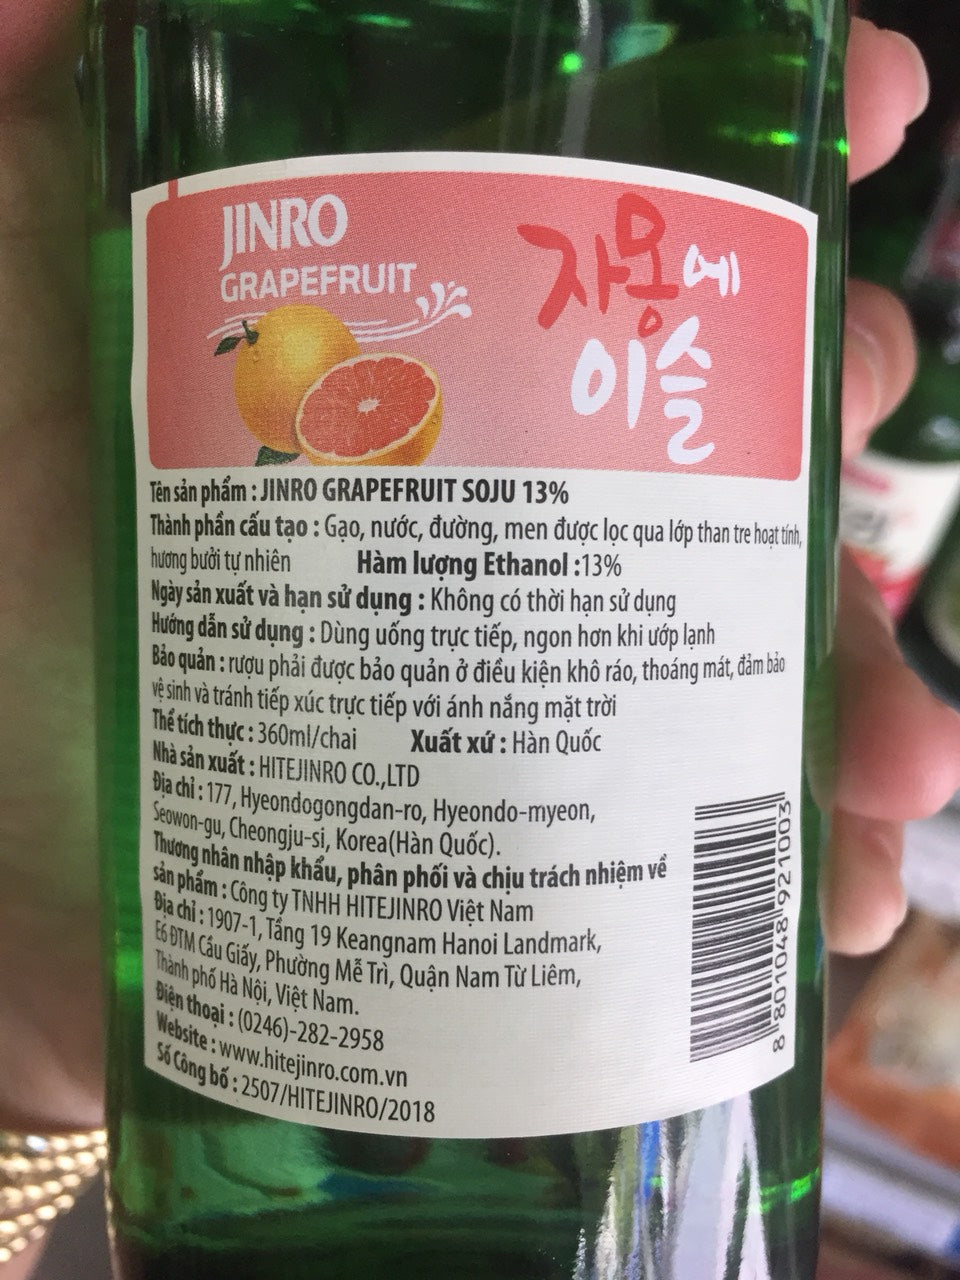 JINRO
GRAPEFRUIT
자몽에
이슬
Tên sản phẩm : JINRO GRAPEFRUIT SOJU 13%
Thành phần cấu tạo : Gạo, nước, đường, men được lọc qua lớp than tre hoạt tính,
hương bưởi tự nhiên Hàm lượng Ethanol :13%
Ngày sản xuất và hạn sử dụng : Không có thời hạn sử dụng
Hướng dẫn sử dụng : Dùng uống trực tiếp, ngon hơn khi ướp lạnh
Bảo quản : rượu phải được bảo quản ở điều kiện khô ráo, thoáng mát, đảm bảo
vệ sinh và tránh tiếp xúc trực tiếp với ánh nắng mặt trời
Thể tích thực : 360ml/chai Xuất xứ : Hàn Quốc
Nhà sản xuất : HITEJINRO CO.,LTD
Địa chỉ : 177, Hyeondogongdan-ro, Hyeondo-myeon,
Seowon-gu, Cheongju-si, Korea(Hàn Quốc).
Thương nhân nhập khẩu, phân phối và chịu trách nhiệm về
sản phẩm : Công ty TNHH HITEJINRO Việt Nam
Địa chỉ : 1907-1, Tầng 19 Keangnam Hanoi Landmark,
E6 ĐTM Cầu Giấy, Phường Mễ Trì, Quận Nam Từ Liêm,
Thành phố Hà Nội, Việt Nam.
Điện thoại : (0246)-282-2958
Website : www.hitejinro.com.vn
Số Công bố : 2507/HITEJINRO/2018
8 801048 921003